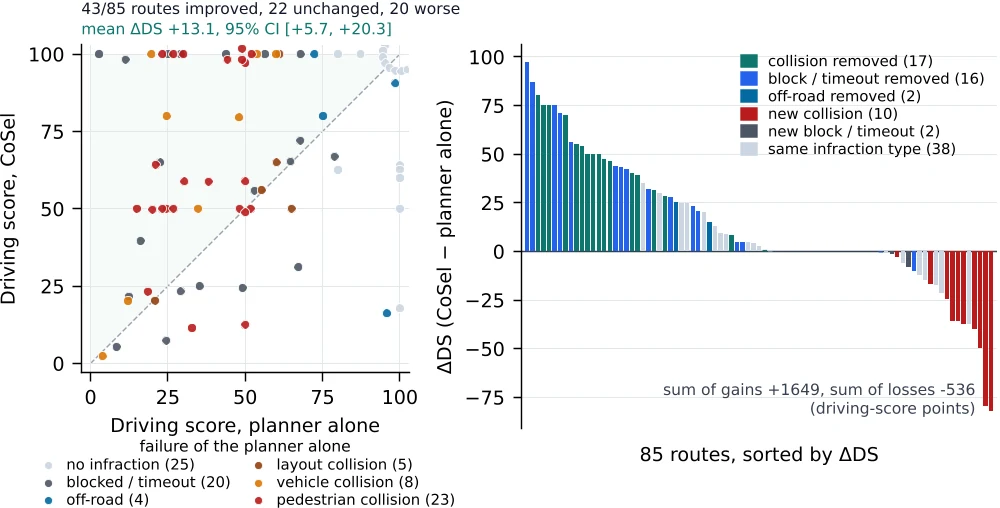 43/85 routes improved, 22 unchanged, 20 worse
mean ΔDS +13.1, 95% CI [+5.7, +20.3]
Driving score, CoSel
100
75
50
25
0
0 25 50 75 100
Driving score, planner alone
failure of the planner alone
no infraction (25)
blocked / timeout (20)
off-road (4)
layout collision (5)
vehicle collision (8)
pedestrian collision (23)
ΔDS (CoSel − planner alone)
100
75
50
25
0
−25
−50
−75
collision removed (17)
block / timeout removed (16)
off-road removed (2)
new collision (10)
new block / timeout (2)
same infraction type (38)
sum of gains +1649, sum of losses -536
(driving-score points)
85 routes, sorted by ΔDS